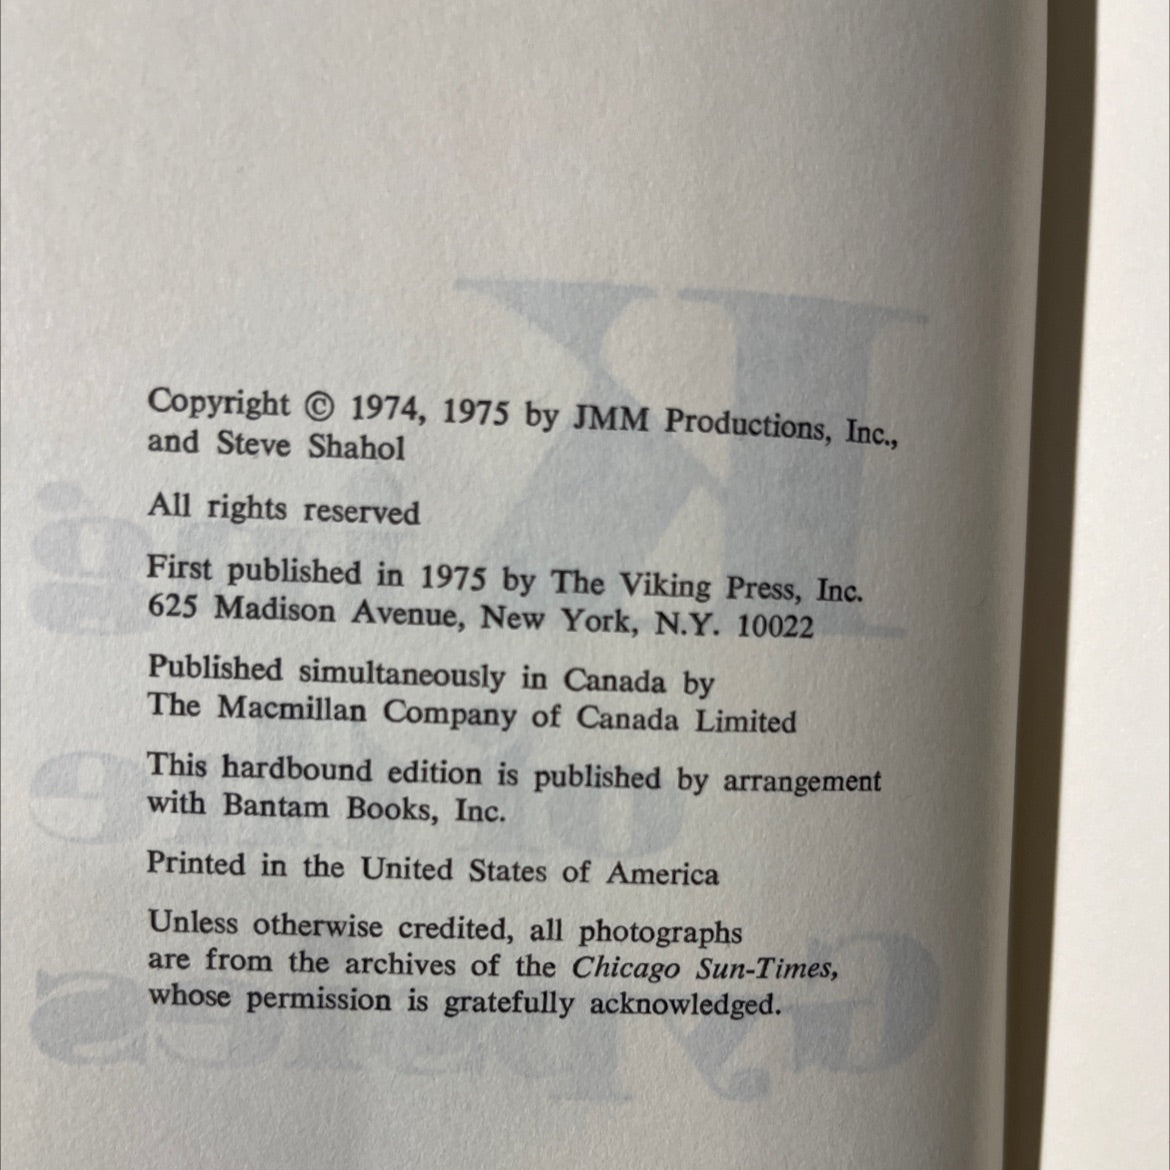 Copyright © 1974, 1975 by JMM Productions, Inc.,
and Steve Shahol
All rights reserved
First published in 1975 by The Viking Press, Inc.
625 Madison Avenue, New York, N.Y. 10022
Published simultaneously in Canada by
The Macmillan Company of Canada Limited
This hardbound edition is published by arrangement
with Bantam Books, Inc.
Printed in the United States of America
Unless otherwise credited, all photographs
are from the archives of the Chicago Sun-Times,
whose permission is gratefully acknowledged.